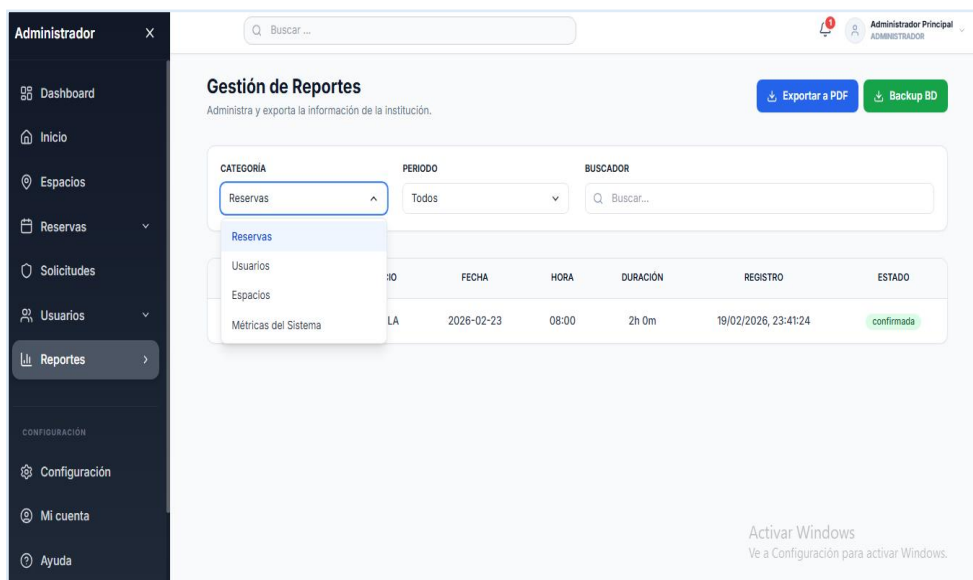 Administrador X
Buscar ...
1
Administrador Principal
ADMINISTRADOR
Dashboard
Inicio
Espacios
Reservas
Solicitudes
Usuarios
Reportes
CONFIGURACIÓN
Configuración
Mi cuenta
Ayuda
Gestión de Reportes
Administra y exporta la información de la institución.
Exportar a PDF
Backup BD
CATEGORÍA PERIODO BUSCADOR
Reservas Todos Buscar...
Reservas
Usuarios
Espacios
Métricas del Sistema
IO FECHA HORA DURACIÓN REGISTRO ESTADO
LA 2026-02-23 08:00 2h 0m 19/02/2026, 23:41:24 confirmada
Activar Windows
Ve a Configuración para activar Windows.